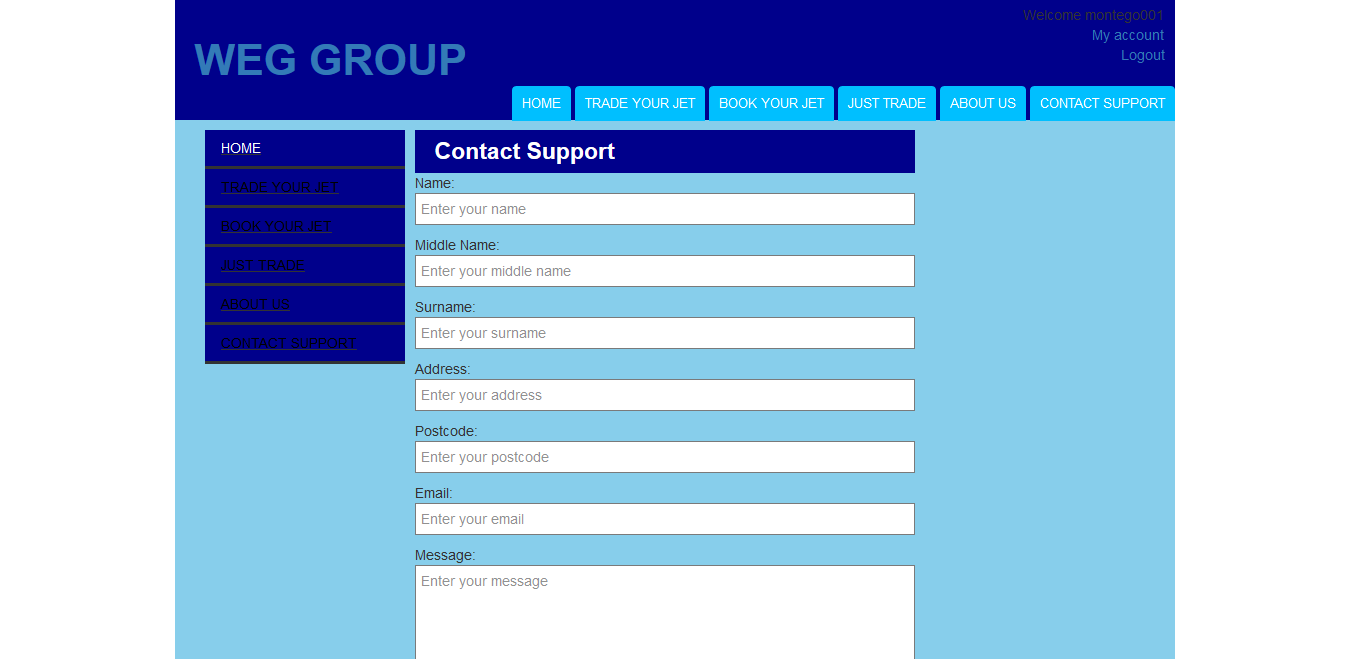 Welcome montego001
My account
Logout
WEG GROUP
HOME TRADE YOUR JET BOOK YOUR JET JUST TRADE ABOUT US CONTACT SUPPORT
HOME
TRADE YOUR JET
BOOK YOUR JET
JUST TRADE
ABOUT US
CONTACT SUPPORT
Contact Support
Name:
Enter your name
Middle Name:
Enter your middle name
Surname:
Enter your surname
Address:
Enter your address
Postcode:
Enter your postcode
Email:
Enter your email
Message:
Enter your message